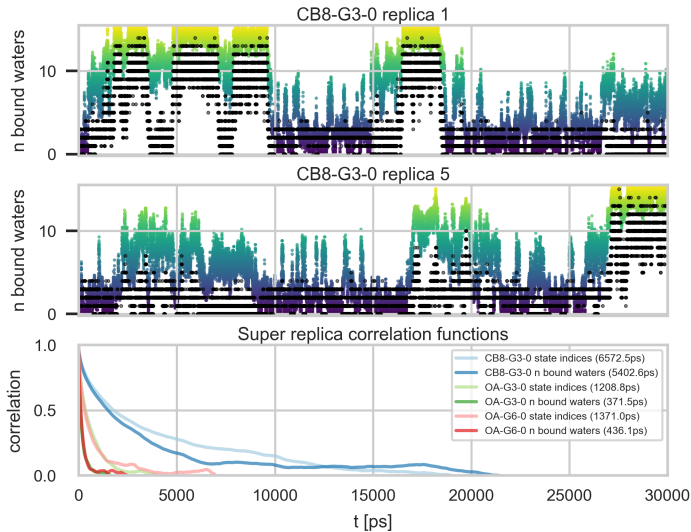 CB8-G3-0 replica 1
n bound waters
10
0
CB8-G3-0 replica 5
n bound waters
10
0
Super replica correlation functions
correlation
1.0
0.5
0.0
CB8-G3-0 state indices (6572.5ps)
CB8-G3-0 n bound waters (5402.6ps)
OA-G3-0 state indices (1208.8ps)
OA-G3-0 n bound waters (371.5ps)
OA-G6-0 state indices (1371.0ps)
OA-G6-0 n bound waters (436.1ps)
0 5000 10000 15000 20000 25000 30000
t [ps]